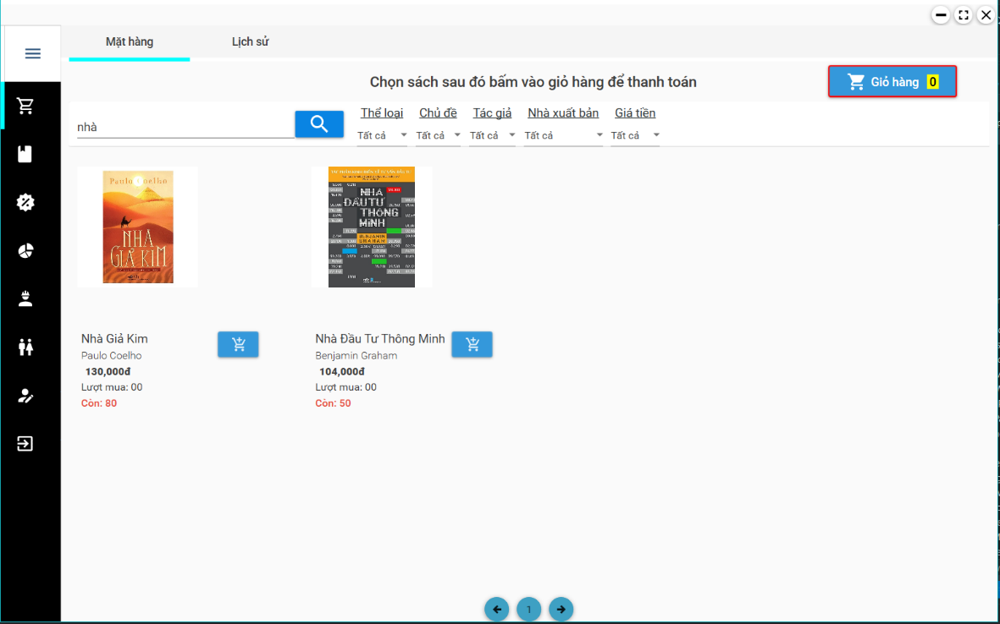 Mặt hàng Lịch sử
Chọn sách sau đó bấm vào giỏ hàng để thanh toán
Giỏ hàng 0
nhà
Thể loại Chủ đề Tác giả Nhà xuất bản Giá tiền
Tất cả Tất cả Tất cả Tất cả Tất cả
Paulo Coelho
NHÀ
GIẢ KIM
NHÀ
ĐẦU TƯ
THÔNG
MINH
BENJAMIN
GRAHAM
Nhà Giả Kim
Paulo Coelho
130,000đ
Lượt mua: 00
Còn: 80
Nhà Đầu Tư Thông Minh
Benjamin Graham
104,000đ
Lượt mua: 00
Còn: 50
1